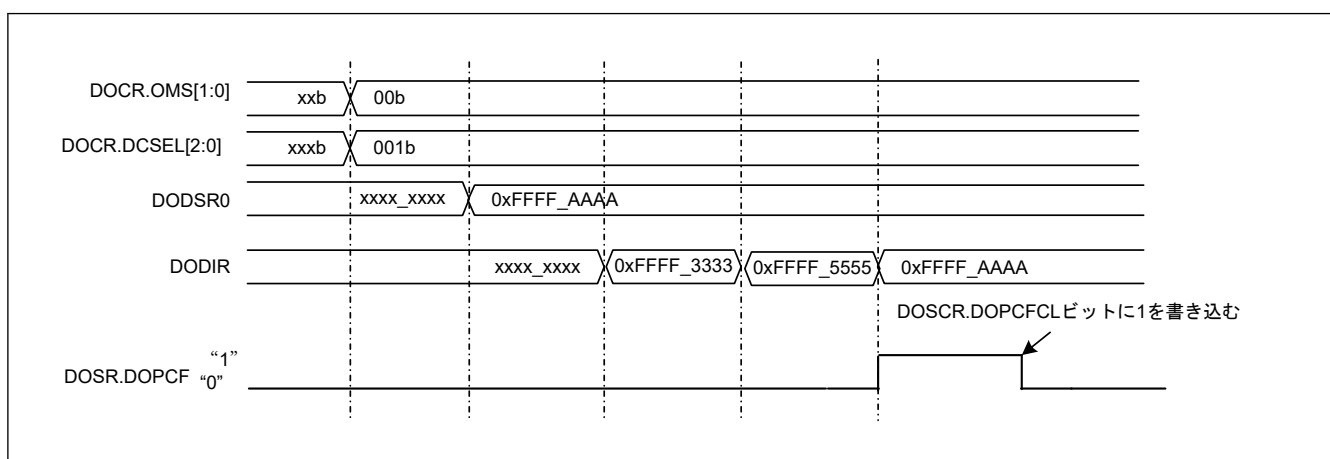 DOCR.OMS[1:0] xxb 00b
DOCR.DCSEL[2:0] xxxb 001b
DODSR0 xxxx_xxxx 0xFFFF_AAAA
DODIR xxxx_xxxx 0xFFFF_3333 0xFFFF_5555 0xFFFF_AAAA
DOSCR.DOPCFCLビットに1を書き込む
“1”
DOSR.DOPCF “0”